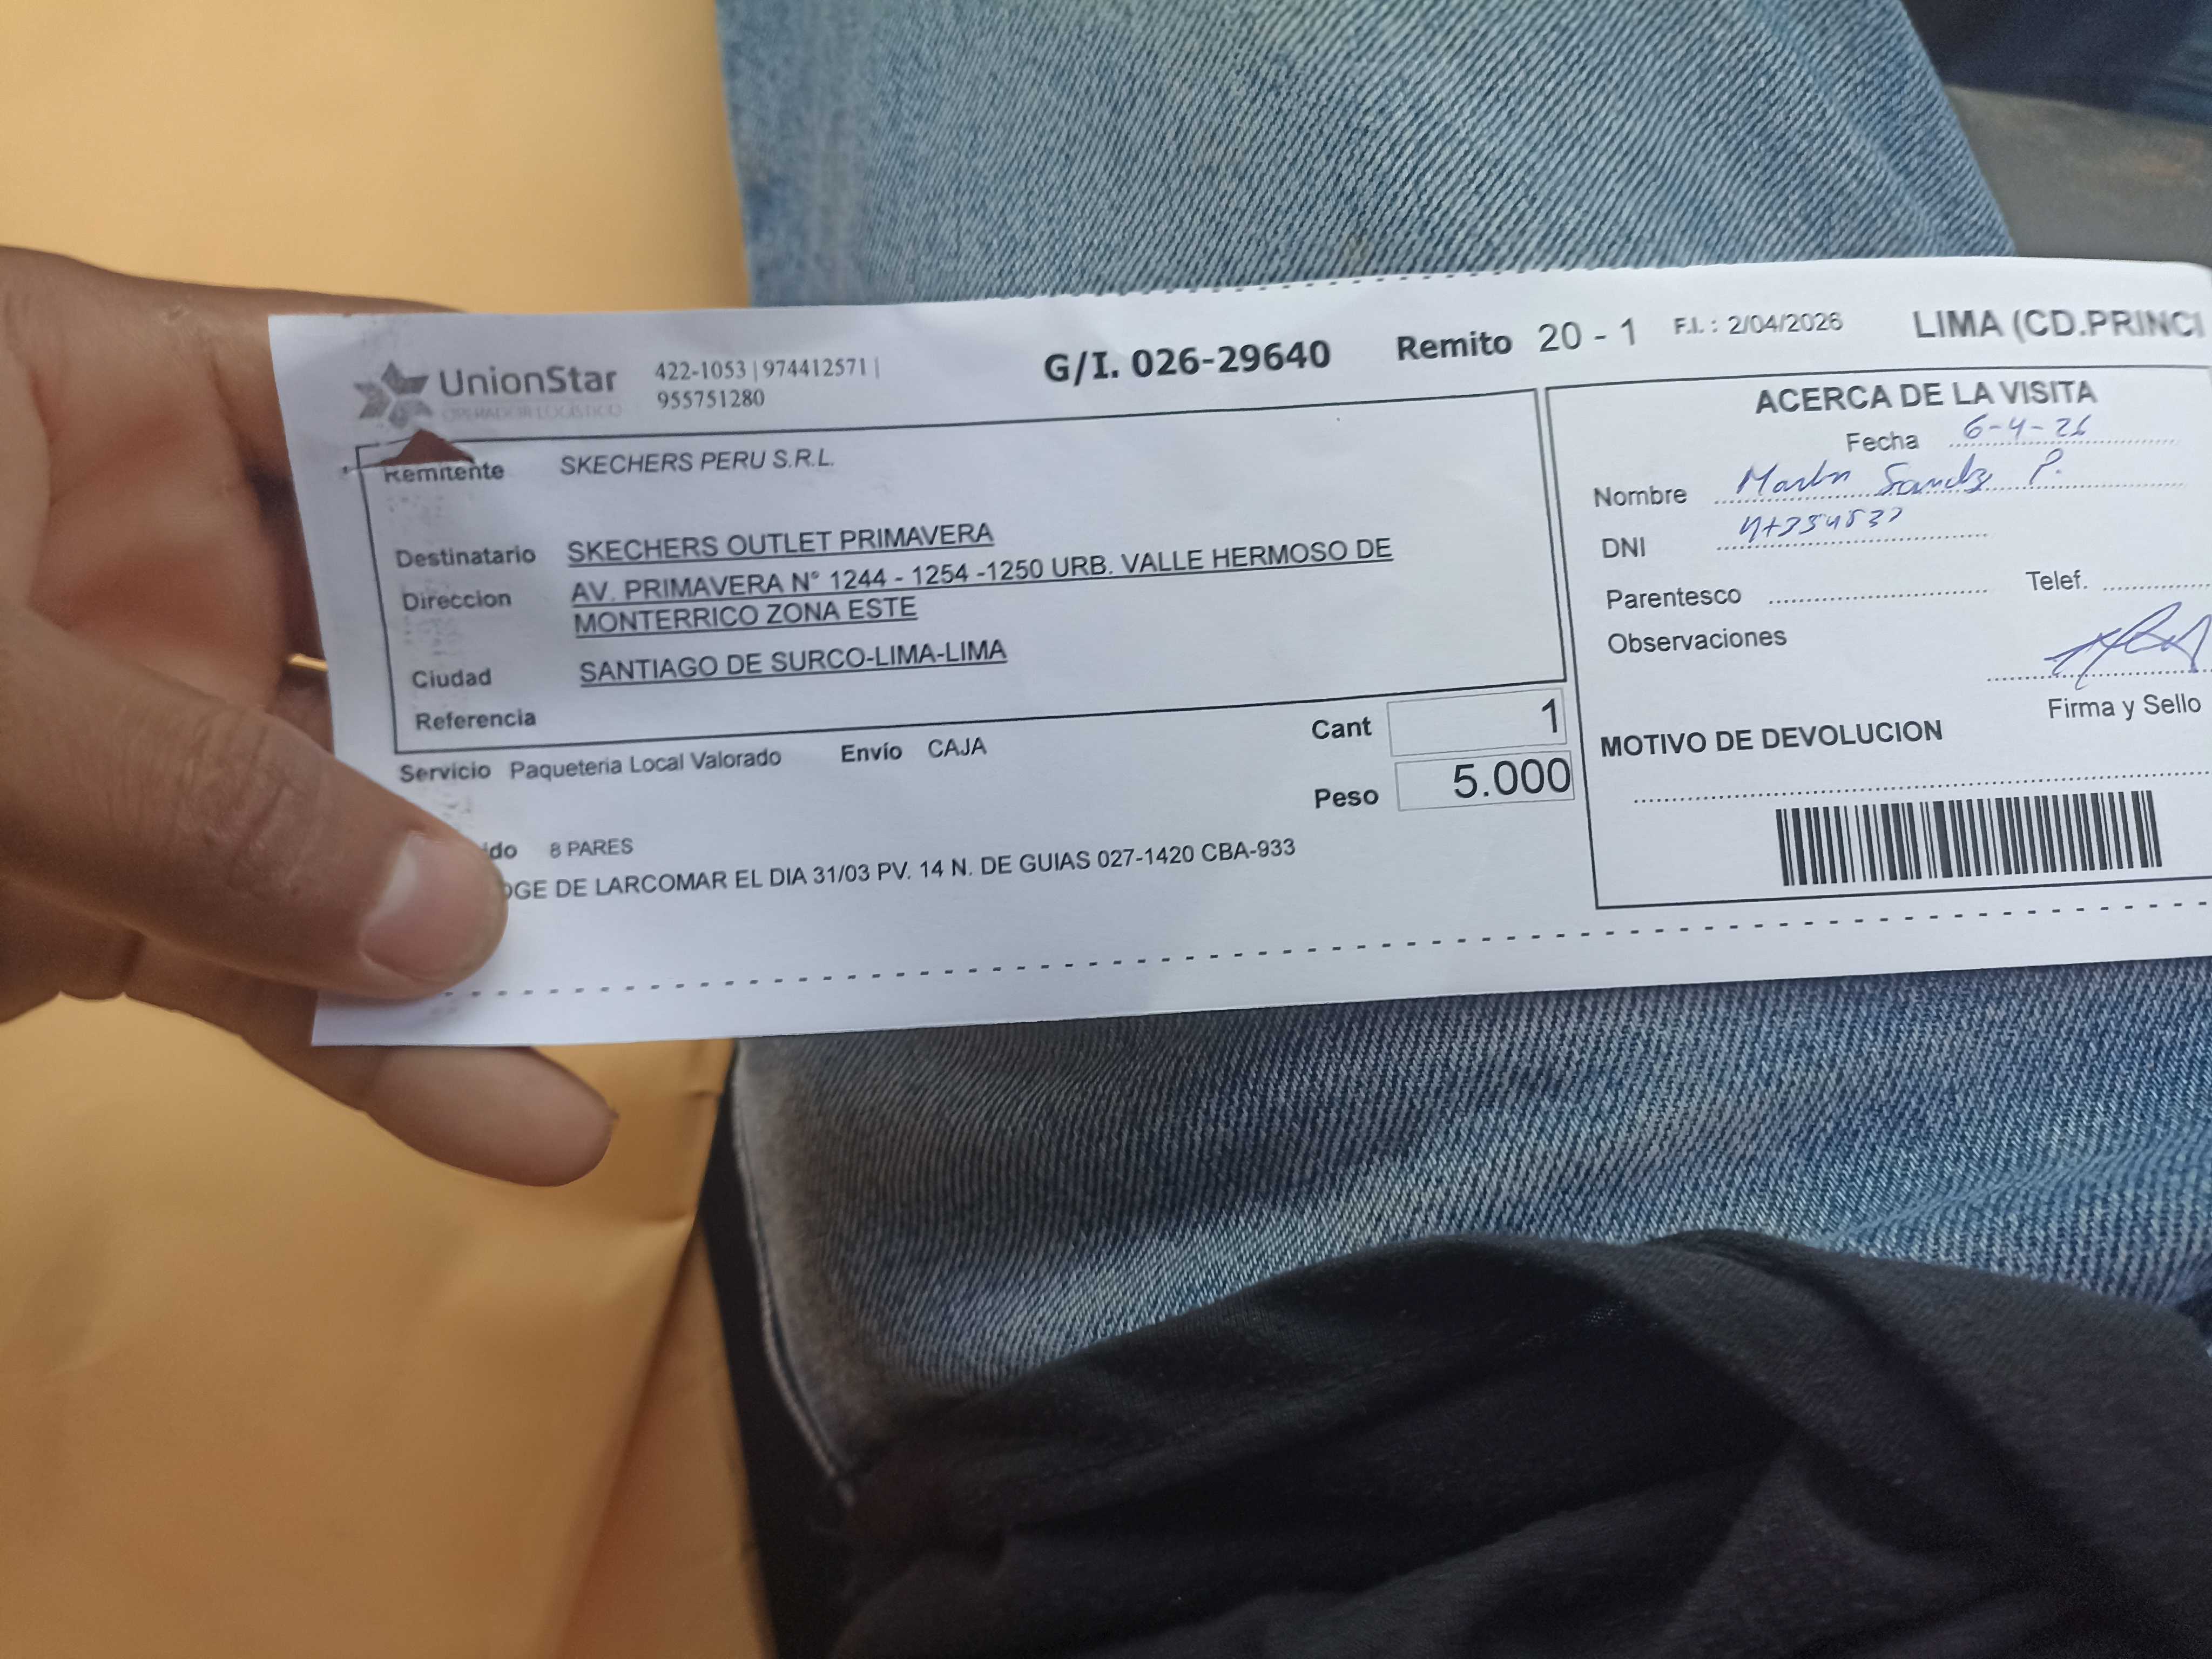 UnionStar
OPERADOR LOGISTICO
422-1053 | 974412571 |
955751280
G/I. 026-29640 Remito 20 - 1 F.I. : 2/04/2026 LIMA (CD.PRINCI
Remitente SKECHERS PERU S.R.L.
Destinatario SKECHERS OUTLET PRIMAVERA
Direccion AV. PRIMAVERA N° 1244 - 1254 -1250 URB. VALLE HERMOSO DE
MONTERRICO ZONA ESTE
Ciudad SANTIAGO DE SURCO-LIMA-LIMA
Referencia
Servicio Paqueteria Local Valorado Envío CAJA
Cant 1
Peso 5.000
ido 8 PARES
OGE DE LARCOMAR EL DIA 31/03 PV. 14 N. DE GUIAS 027-1420 CBA-933
ACERCA DE LA VISITA
Fecha 6-4-26
Nombre P.
DNI
Parentesco Telef.
Observaciones
Firma y Sello
MOTIVO DE DEVOLUCION